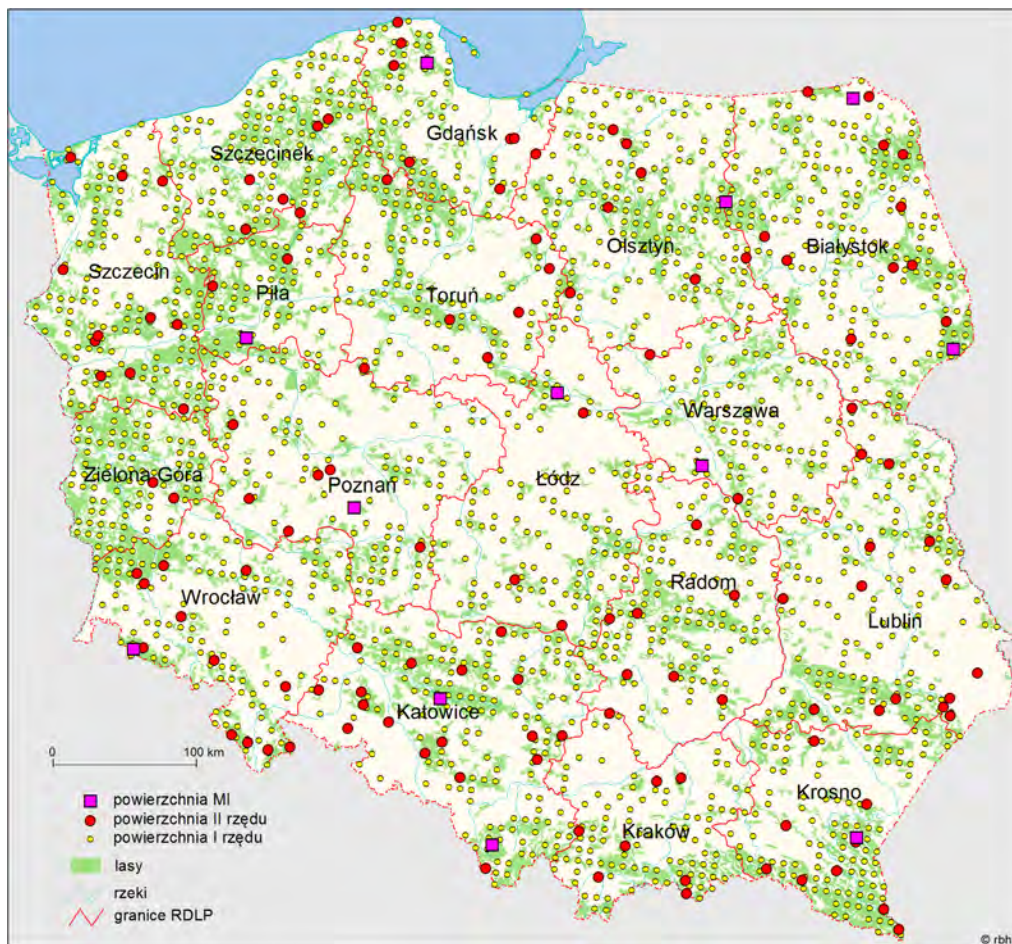 Gdańsk
Szczecinek
Olsztyn
Białystok
Szczecin
Piła
Toruń
Warszawa
Zielona Góra
Poznań
Łódz
Radom
Wrocław
Lublin
Katowice
Krosno
Kraków
0 100 km
powierzchnia MI
powierzchnia II rzędu
powierzchnia I rzędu
lasy
rzeki
granice RDLP
© rbh